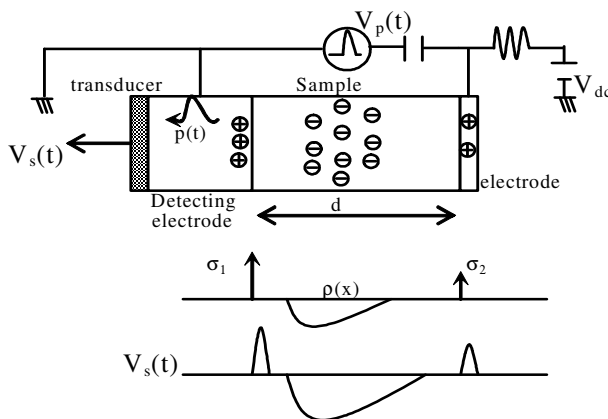 V_p(t)
transducer
Sample
V_dc
p(t)
V_s(t)
electrode
Detecting
electrode
d
σ_1
σ_2
ρ(x)
V_s(t)